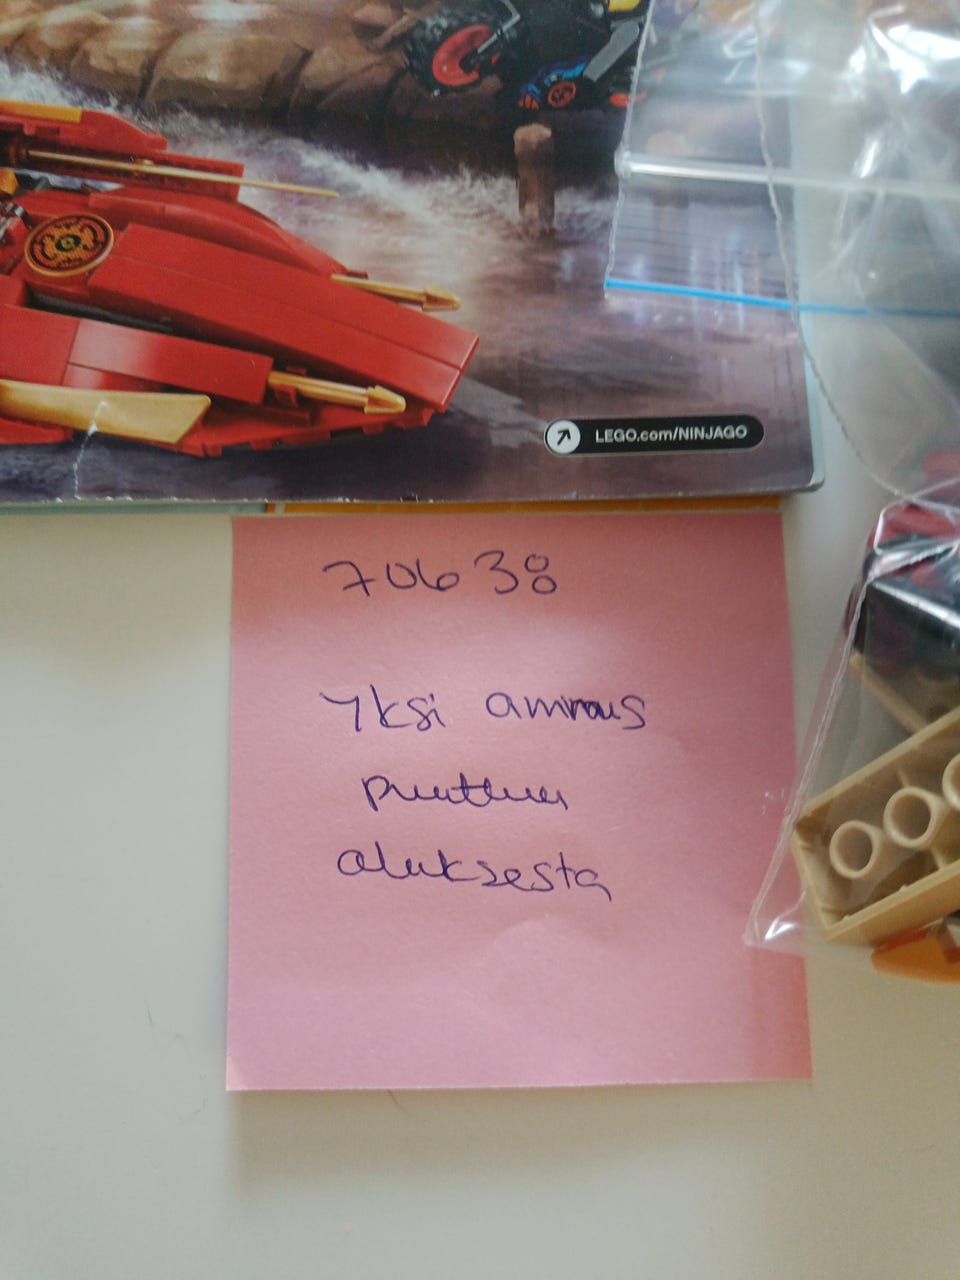 LEGO.com/NINJAGO
70638
Yksi ammus
puuttuu
aluksesta